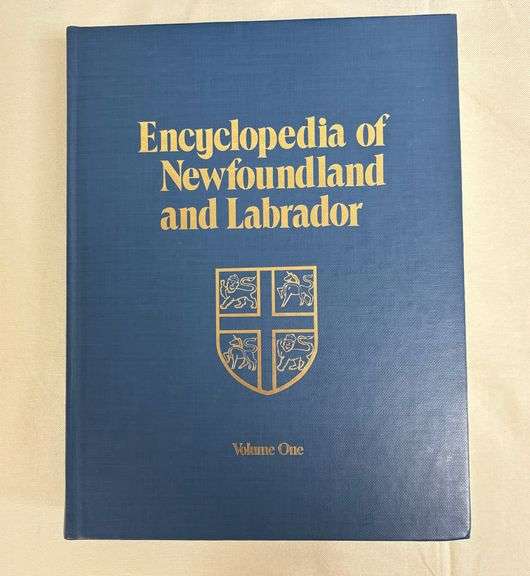 Encyclopedia of
Newfoundland
and Labrador
Volume One